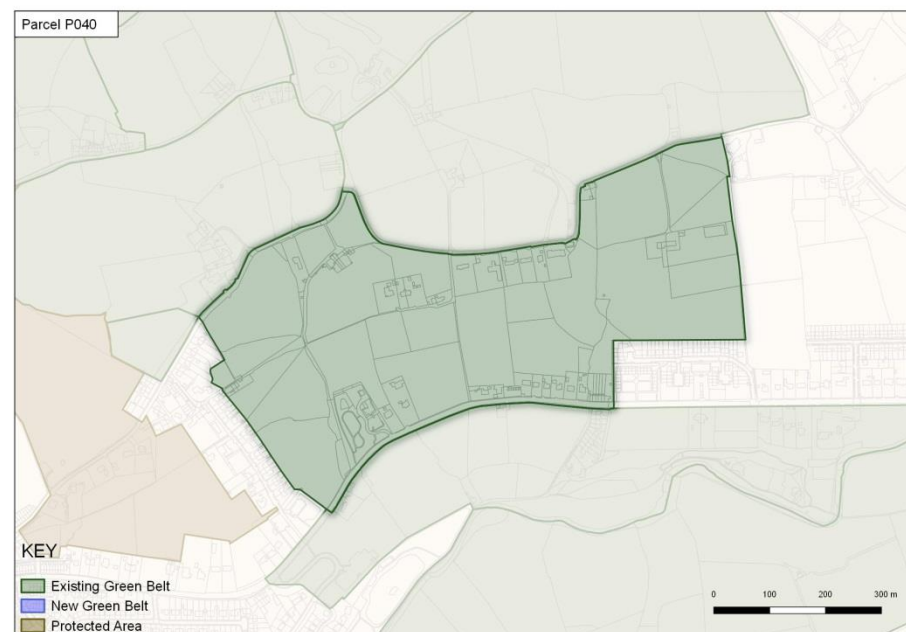 Parcel P040
KEY
Existing Green Belt
New Green Belt
Protected Area
0 100 200 300 m